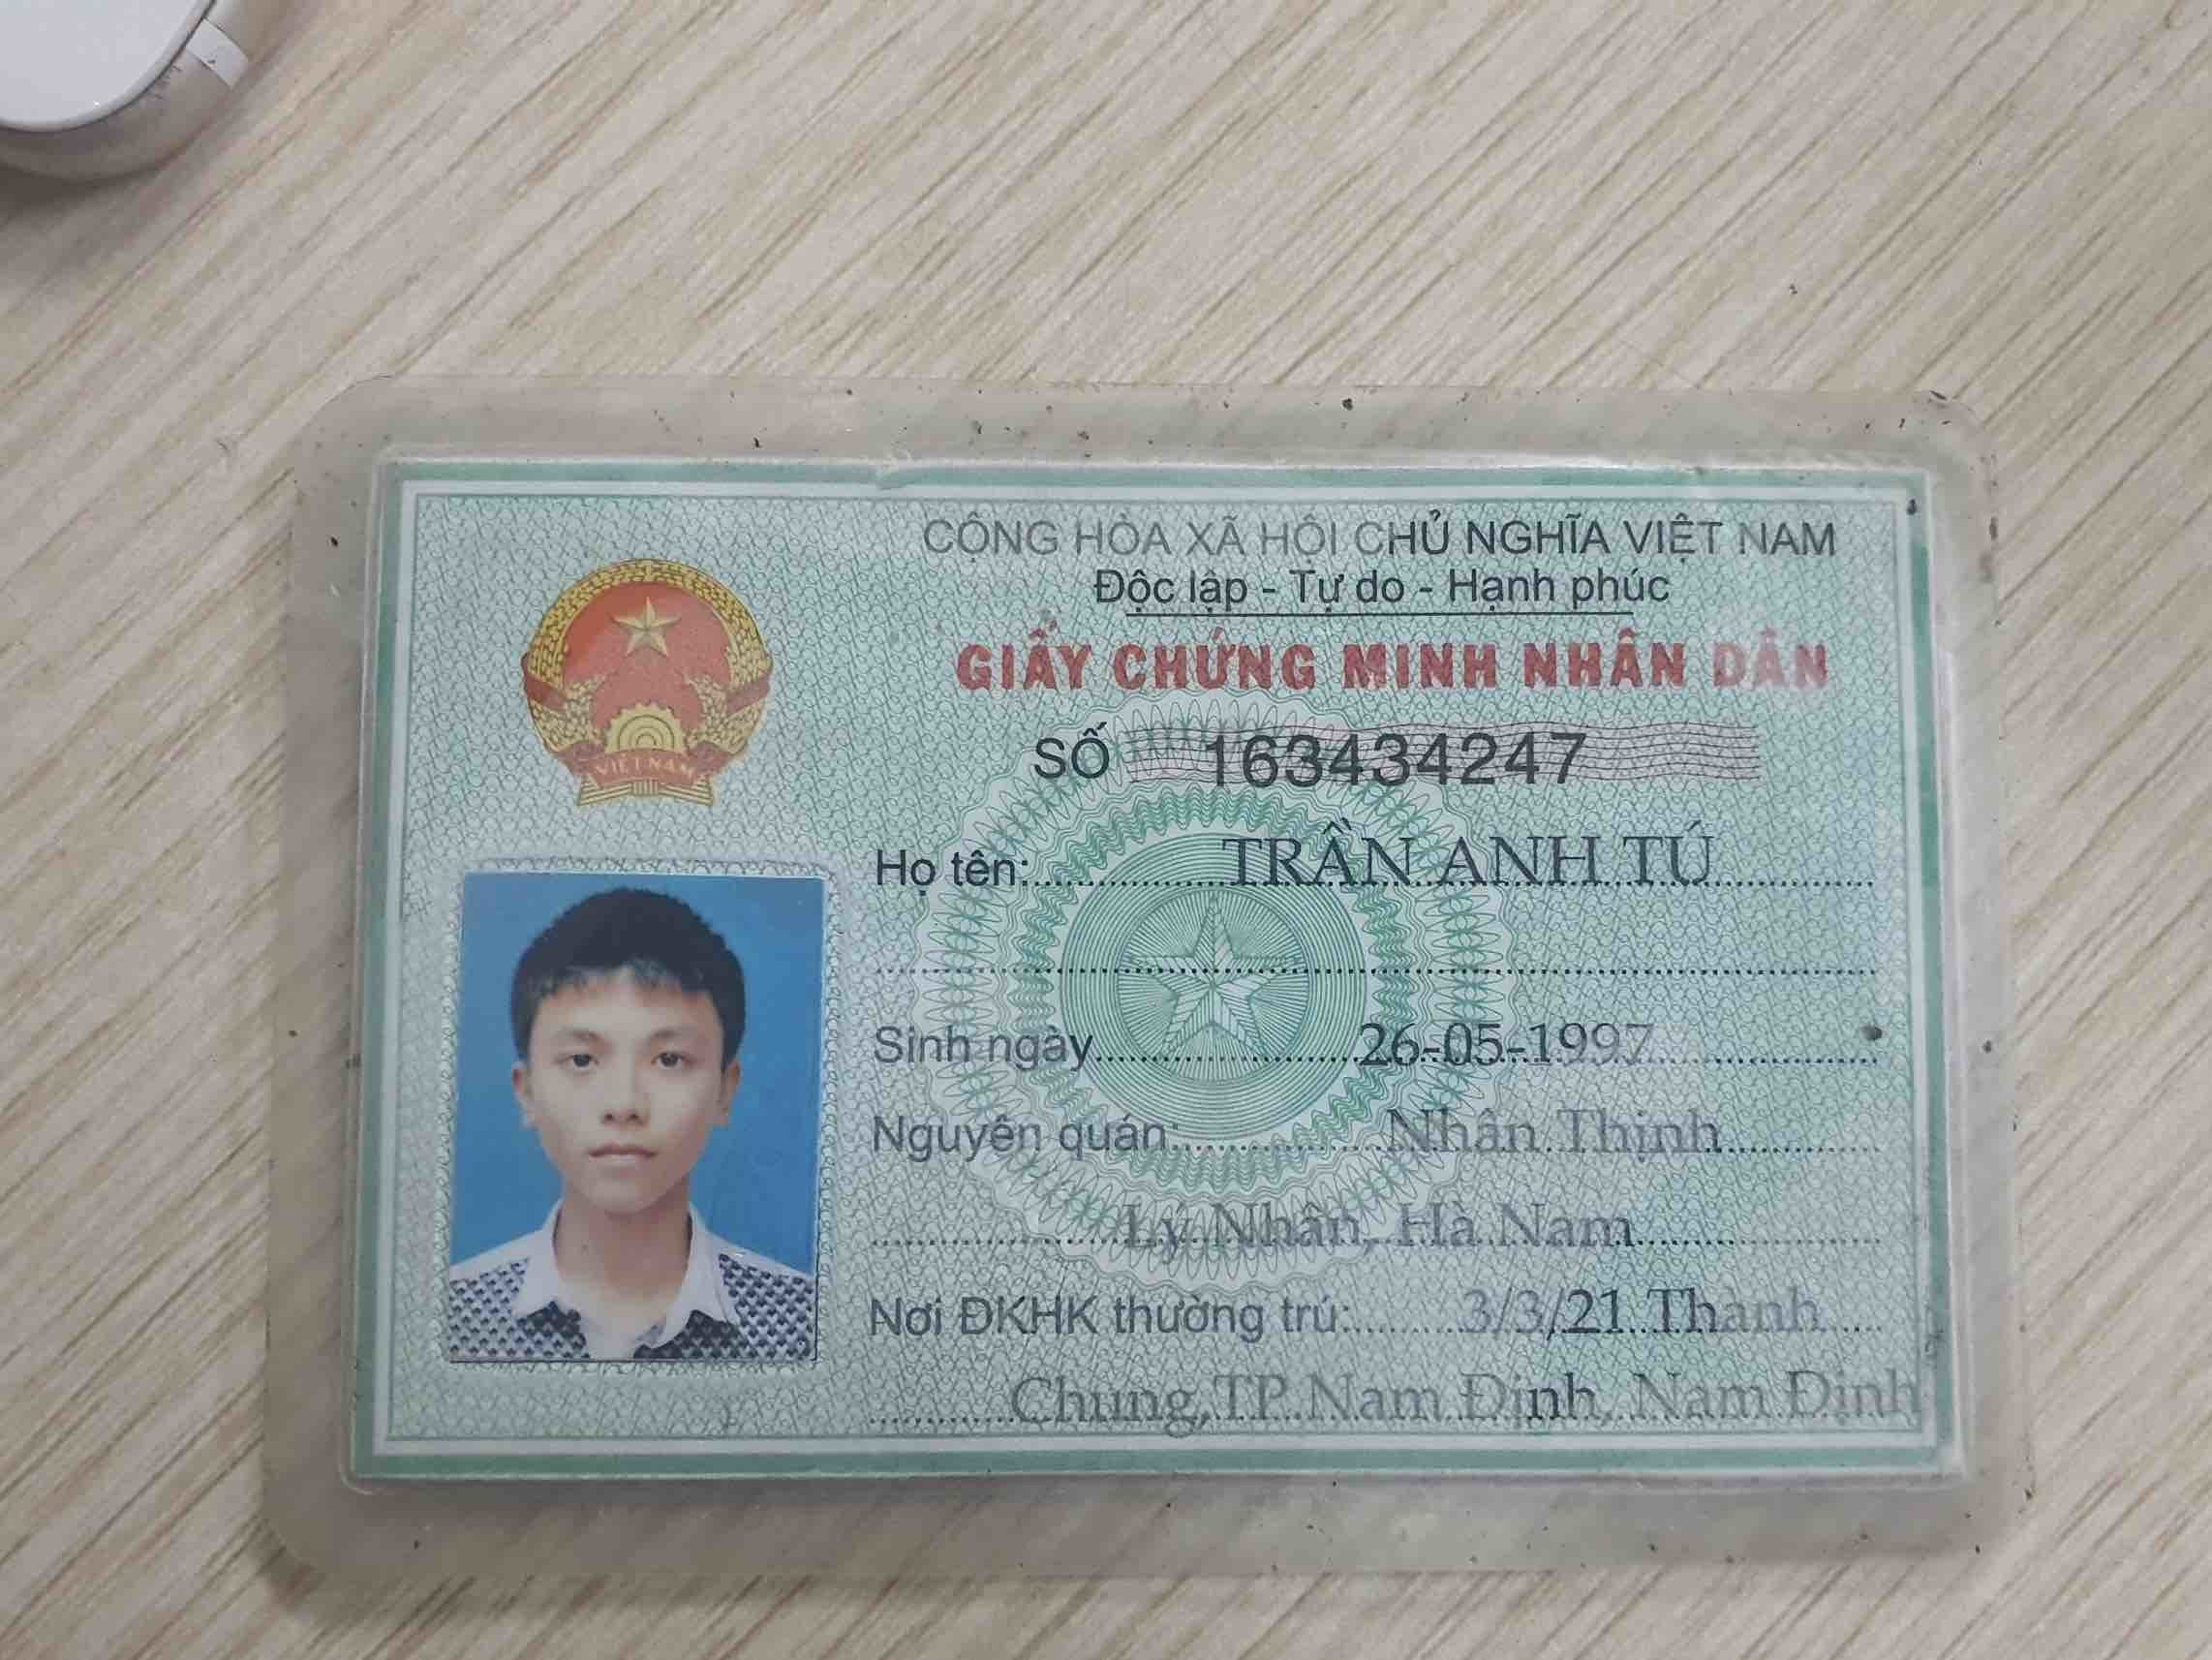 CỘNG HÒA XÃ HỘI CHỦ NGHĨA VIỆT NAM
Độc lập - Tự do - Hạnh phúc
GIẤY CHỨNG MINH NHÂN DÂN
SỐ 163434247
VIỆT NAM
Họ tên: TRẦN ANH TÚ
Sinh ngày 26-05-1997
Nguyên quán: Nhân Thịnh
Lý Nhân, Hà Nam
Nơi ĐKHK thường trú: 3/3/21 Thành
Chung, TP. Nam Định, Nam Định